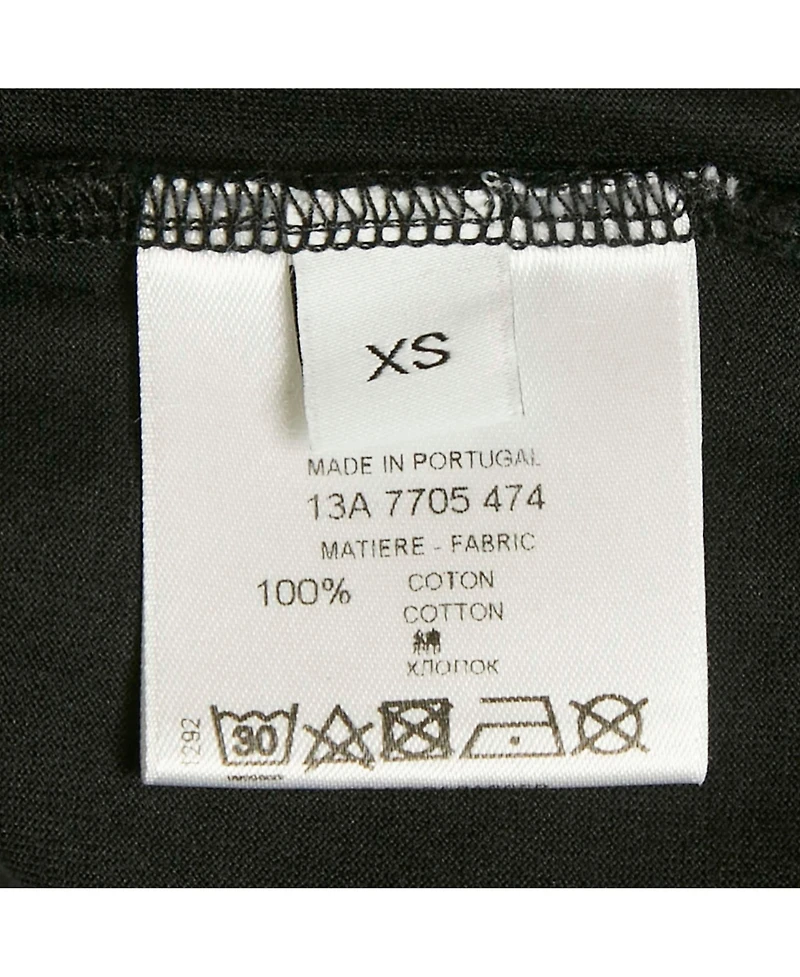 XS
MADE IN PORTUGAL
13A 7705 474
MATIERE - FABRIC
100% COTON
COTTON
ХЛОПОК
1292
30